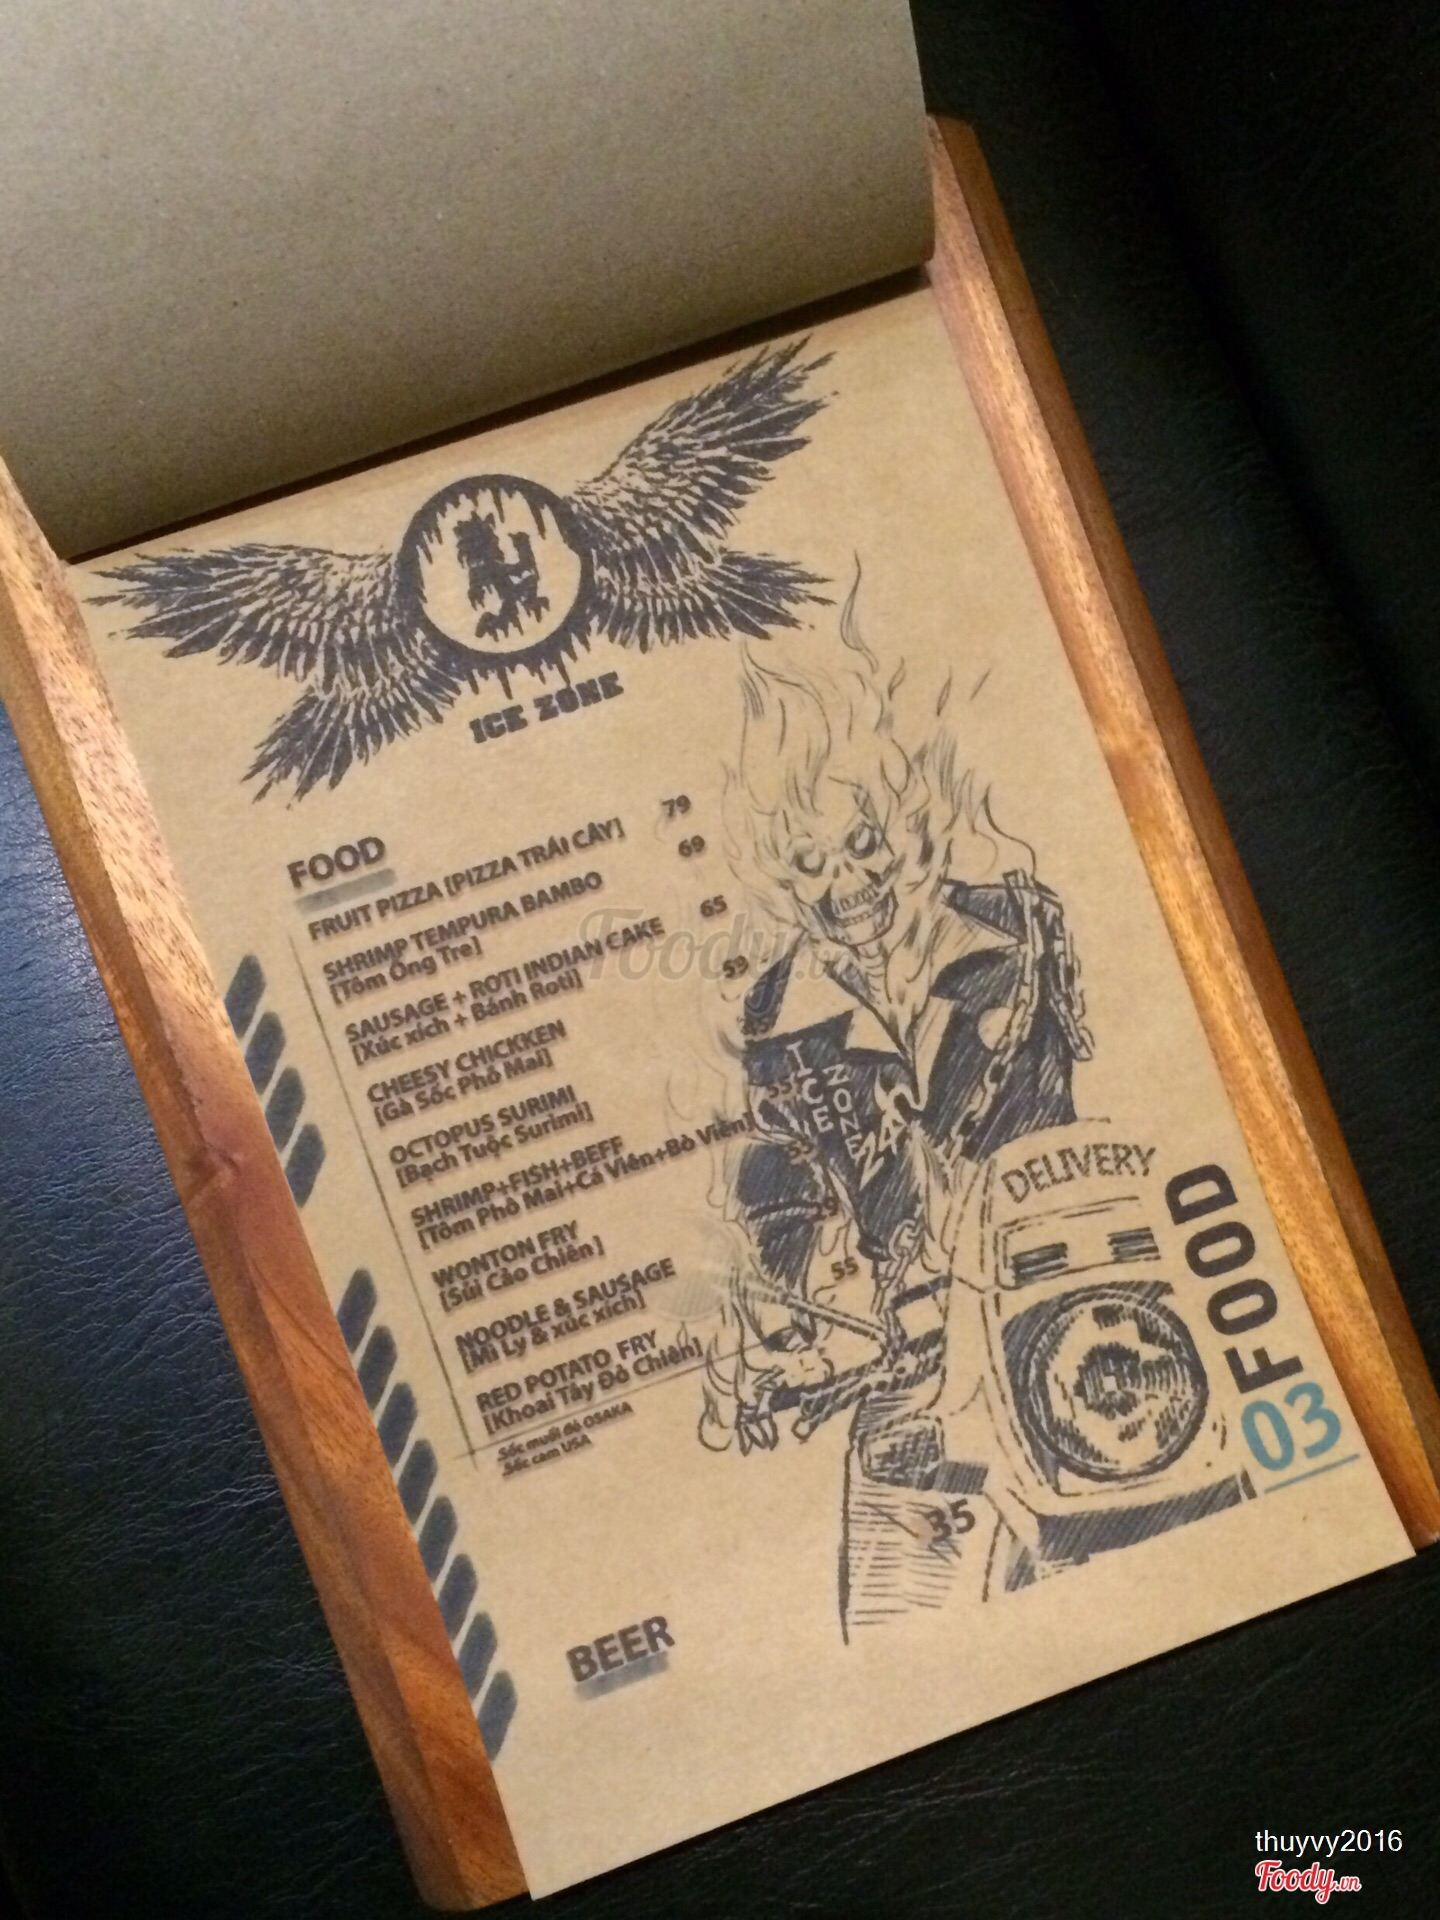 ICE ZONE
FOOD
FRUIT PIZZA [PIZZA TRÁI CÂY] 79
SHRIMP TEMPURA BAMBO 69
[Tôm Ống Tre]
SAUSAGE + ROTI INDIAN CAKE 65
[Xúc xích + Bánh Roti]
CHEESY CHICKKEN 59
[Gà Sốc Phô Mai]
OCTOPUS SURIMI 55
[Bạch Tuộc Surimi]
SHRIMP+FISH+BEFF 55
[Tôm Phô Mai+Cá Viên+Bò Viên]
WONTON FRY 29
[Sủi Cảo Chiên]
NOODLE & SAUSAGE 55
[Mì Ly & xúc xích]
RED POTATO FRY
[Khoai Tây Đỏ Chiên]
Sốc muối đỏ OSAKA
Sốc cam USA
35
BEER
ICE
ZONE
DELIVERY
FOOD
03
Foody.vn
thuyvy2016
Foody.vn